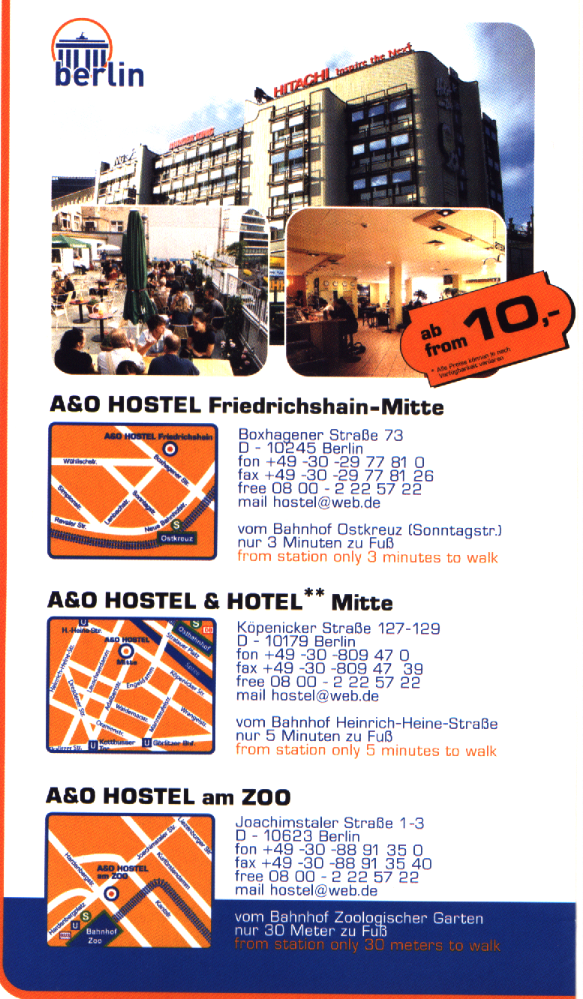 berlin
HITACHI Inspire the Next
BURGER KING
ab
from 10,-
* Alle Preise können je nach
Verfügbarkeit variieren
A&O HOSTEL Friedrichshain-Mitte
A&O HOSTEL Friedrichshain
Wühlischstr.
Boxhagener Str.
Simplonstr.
Sonntagstr.
Lenbachstr.
Revaler Str.
Neue Bahnhofstr.
S
Ostkreuz
Boxhagener Straße 73
D - 10245 Berlin
fon +49 -30 -29 77 81 0
fax +49 -30 -29 77 81 26
free 08 00 - 2 22 57 22
mail hostel@web.de
vom Bahnhof Ostkreuz (Sonntagstr.)
nur 3 Minuten zu Fuß
from station only 3 minutes to walk
A&O HOSTEL & HOTEL** Mitte
U
H.-Heine-Str.
S
DB
Ostbahnhof
Stralauer Platz
A&O HOSTEL
Mitte
Spree
Heinrich-Heine-Str.
Leuschnerdamm
Dresdener Str.
Adalbertstr.
Engeldamm
Köpenicker Str.
Waldemarstr.
Manteuffelstr.
Wrangelstr.
Oranienstr.
Skalitzer Str.
U Kottbusser
Tor
U Görlitzer Bhf.
Köpenicker Straße 127-129
D - 10179 Berlin
fon +49 -30 -809 47 0
fax +49 -30 -809 47 39
free 08 00 - 2 22 57 22
mail hostel@web.de
vom Bahnhof Heinrich-Heine-Straße
nur 5 Minuten zu Fuß
from station only 5 minutes to walk
A&O HOSTEL am ZOO
Joachimstaler Str.
Lietzenburger Str.
Hardenbergstr.
Kurfürstendamm
A&O HOSTEL
am ZOO
Kantstr.
Hardenbergplatz
S
U
BUS
Bahnhof
Zoo
Joachimstaler Straße 1-3
D - 10623 Berlin
fon +49 -30 -88 91 35 0
fax +49 -30 -88 91 35 40
free 08 00 - 2 22 57 22
mail hostel@web.de
vom Bahnhof Zoologischer Garten
nur 30 Meter zu Fuß
from station only 30 meters to walk